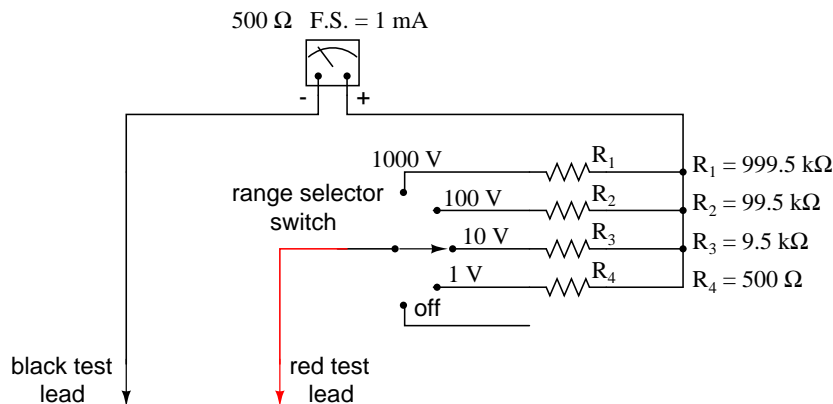 500 Ω F.S. = 1 mA
- +
1000 V R1 R1 = 999.5 kΩ
range selector
switch
100 V R2 R2 = 99.5 kΩ
10 V R3 R3 = 9.5 kΩ
1 V R4 R4 = 500 Ω
off
black test
lead
red test
lead